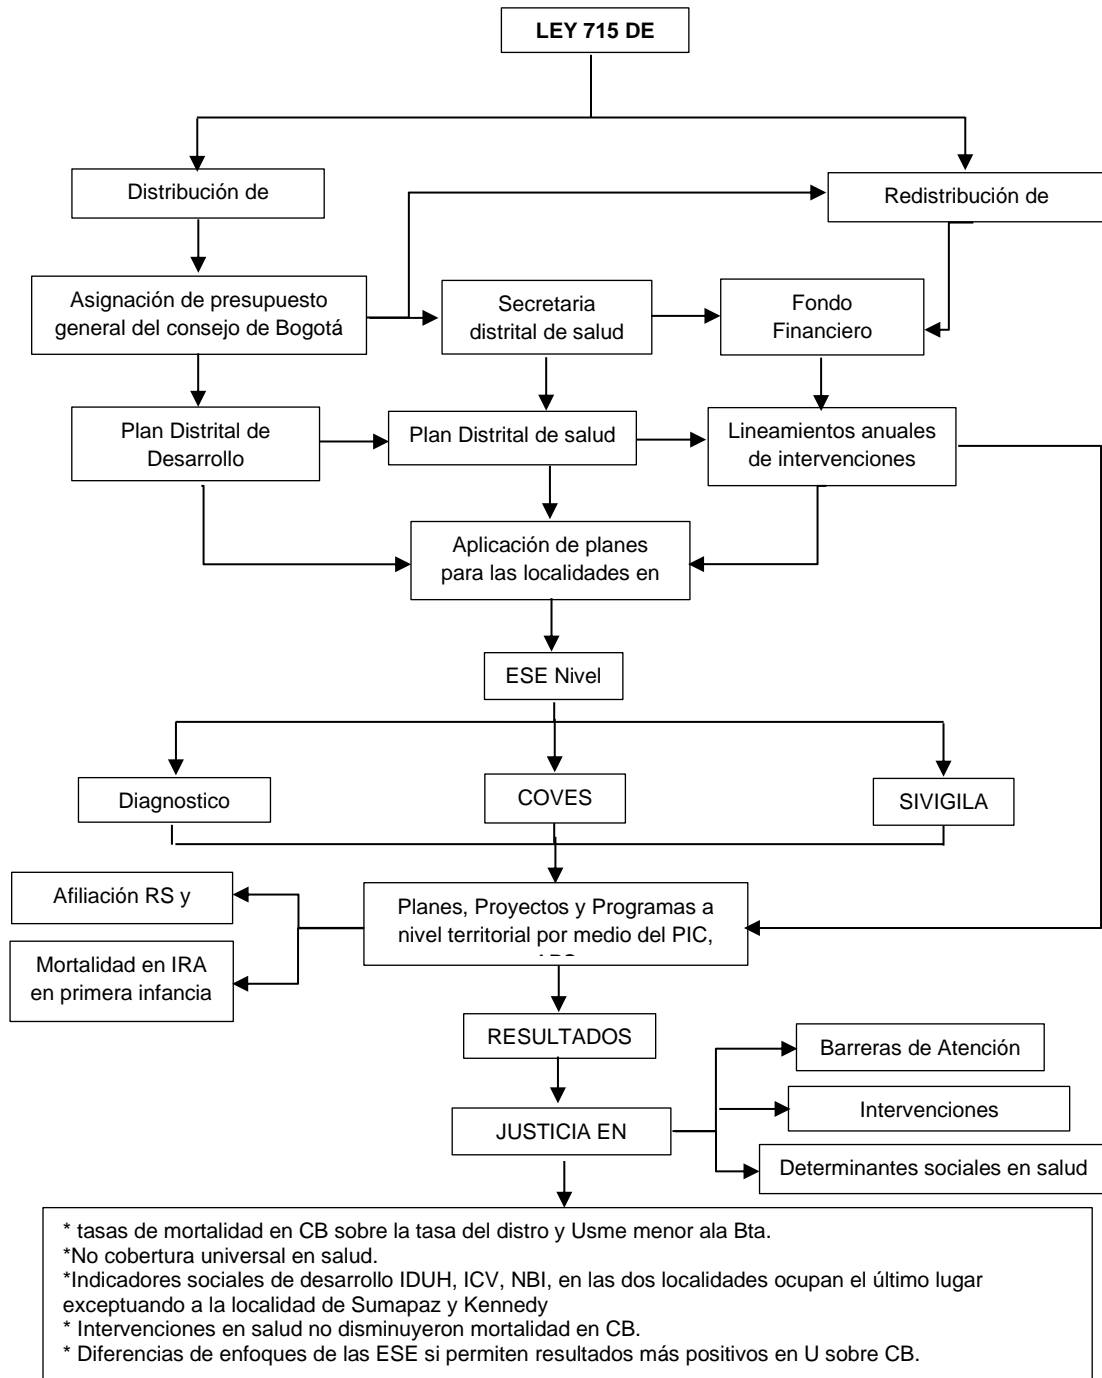 LEY 715 DE
Distribución de
Redistribución de
Asignación de presupuesto
general del consejo de Bogotá
Secretaria
distrital de salud
Fondo
Financiero
Plan Distrital de
Desarrollo
Plan Distrital de salud
Lineamientos anuales
de intervenciones
Aplicación de planes
para las localidades en
ESE Nivel
Diagnostico
COVES
SIVIGILA
Afiliación RS y
Mortalidad en IRA
en primera infancia
Planes, Proyectos y Programas a
nivel territorial por medio del PIC,
RESULTADOS
JUSTICIA EN
Barreras de Atención
Intervenciones
Determinantes sociales en salud
* tasas de mortalidad en CB sobre la tasa del distro y Usme menor ala Bta.
*No cobertura universal en salud.
*Indicadores sociales de desarrollo IDUH, ICV, NBI, en las dos localidades ocupan el último lugar
exceptuando a la localidad de Sumapaz y Kennedy
* Intervenciones en salud no disminuyeron mortalidad en CB.
* Diferencias de enfoques de las ESE si permiten resultados más positivos en U sobre CB.